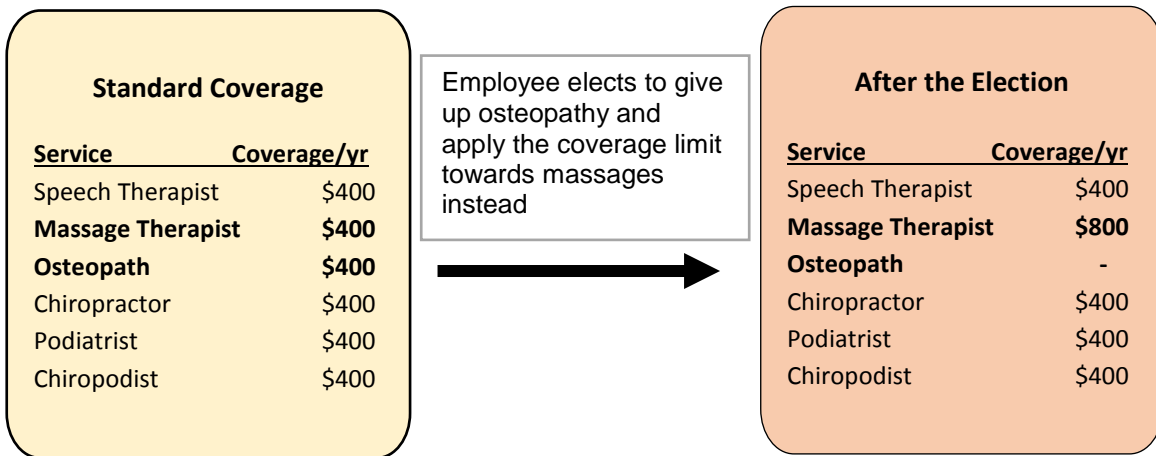 Standard Coverage
Service Coverage/yr
Speech Therapist $400
Massage Therapist $400
Osteopath $400
Chiropractor $400
Podiatrist $400
Chiropodist $400
Employee elects to give
up osteopathy and
apply the coverage limit
towards massages
instead
After the Election
Service Coverage/yr
Speech Therapist $400
Massage Therapist $800
Osteopath -
Chiropractor $400
Podiatrist $400
Chiropodist $400